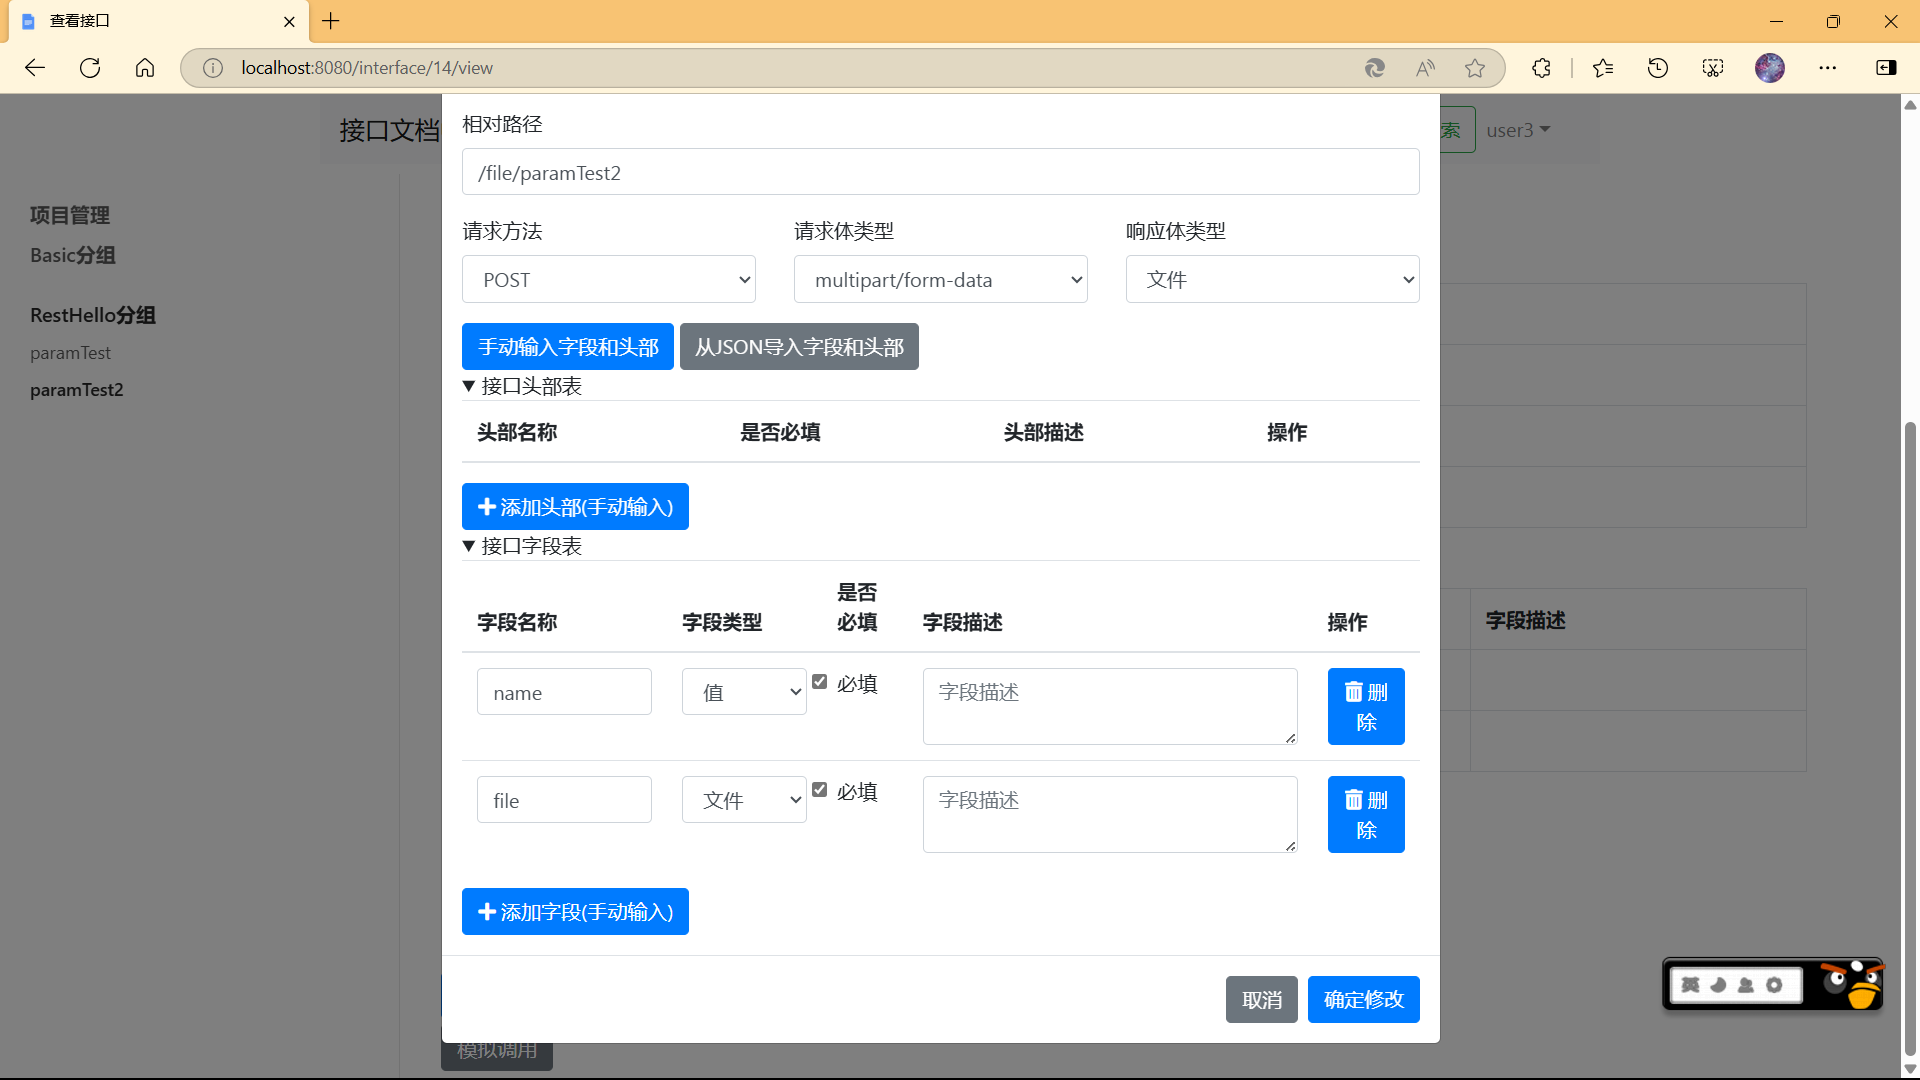 查看接口
localhost:8080/interface/14/view
接口文档
索
user3
项目管理
Basic分组
RestHello分组
paramTest
paramTest2
相对路径
/file/paramTest2
请求方法
请求体类型
响应体类型
POST
multipart/form-data
文件
手动输入字段和头部
从JSON导入字段和头部
接口头部表
头部名称
是否必填
头部描述
操作
添加头部(手动输入)
接口字段表
字段名称
字段类型
是否
必填
字段描述
操作
name
值
必填
字段描述
删
除
file
文件
必填
字段描述
删
除
添加字段(手动输入)
取消
确定修改
字段描述
模拟调用
英